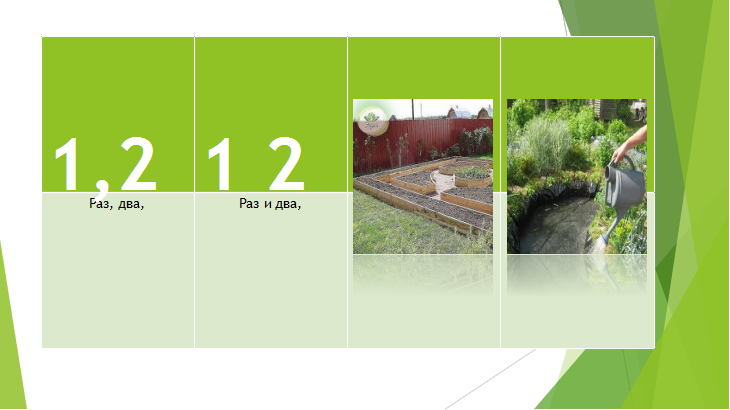 1,2
1 2
Раз, два,
Раз и два,